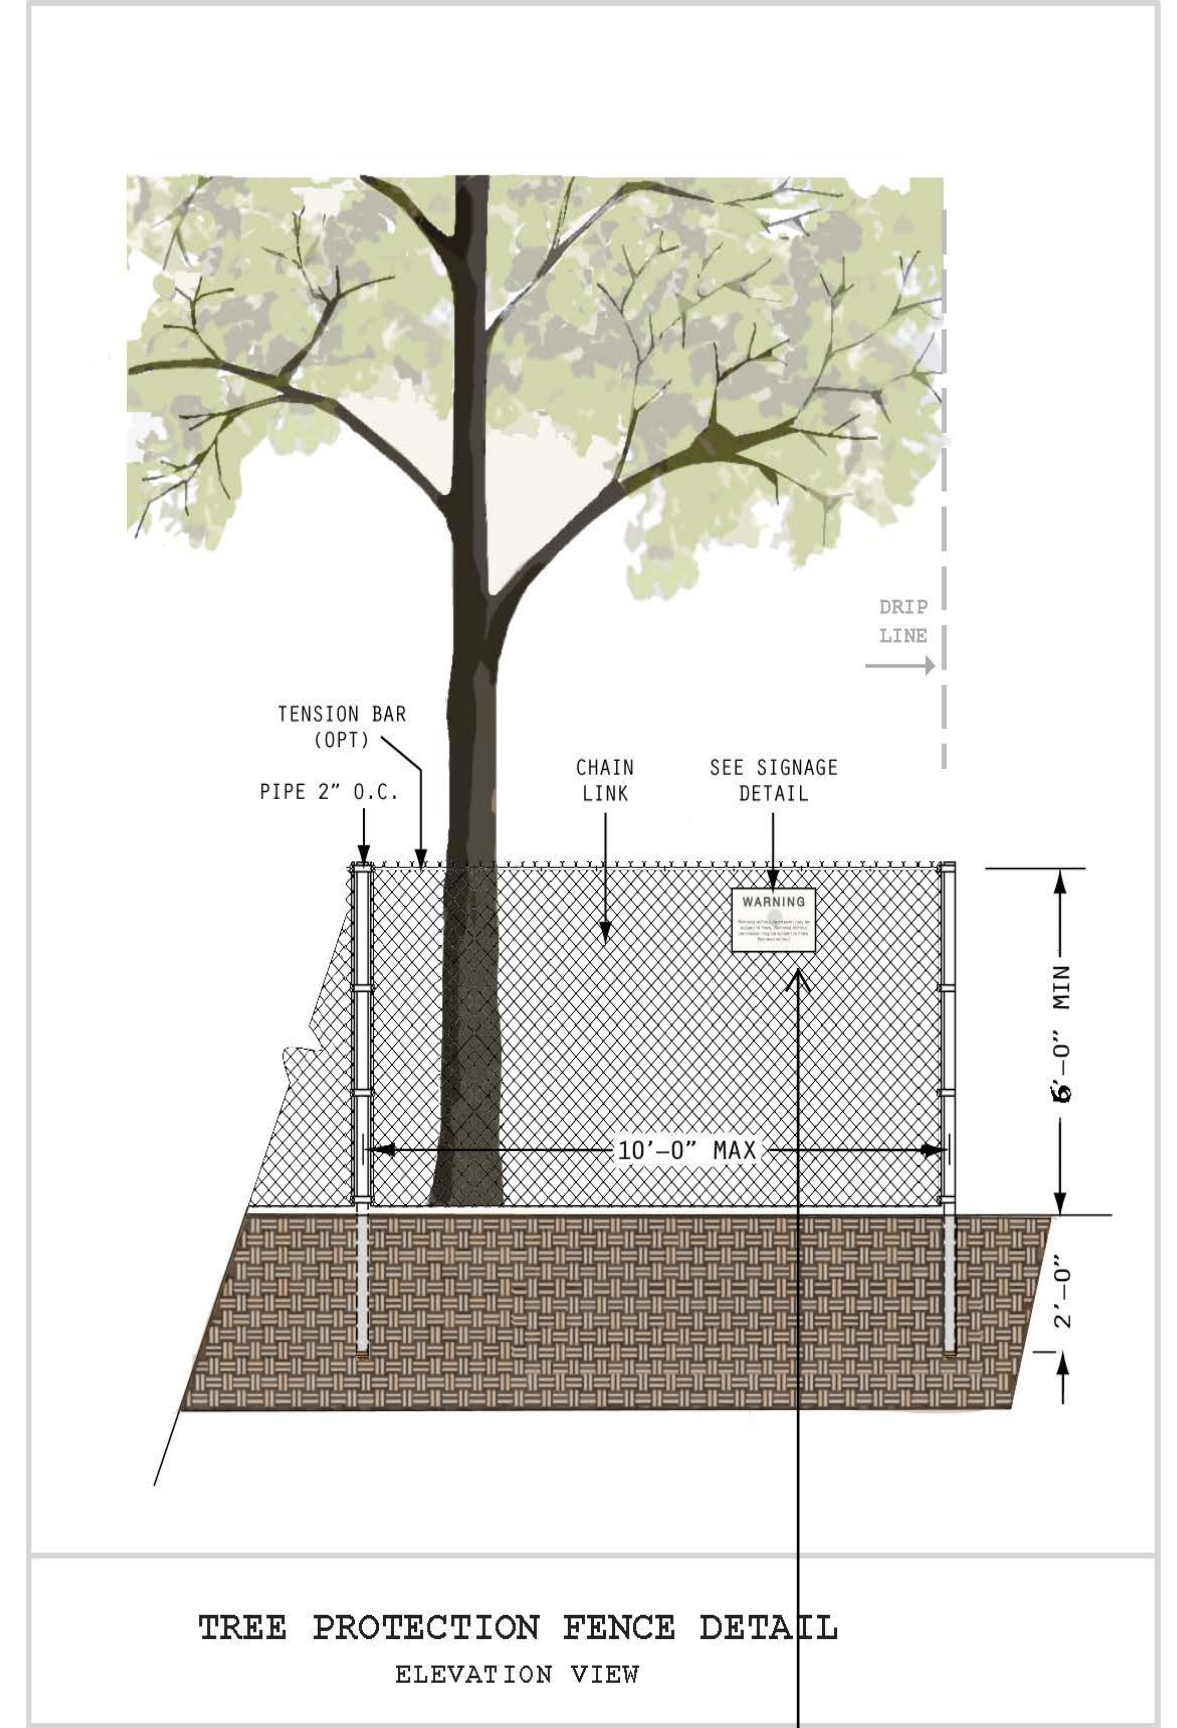 DRIP
LINE
TENSION BAR
(OPT)
PIPE 2” O.C.
CHAIN
LINK
SEE SIGNAGE
DETAIL
WARNING
6’–0” MIN
10’–0” MAX
2’–0”
TREE PROTECTION FENCE DETAIL
ELEVATION VIEW